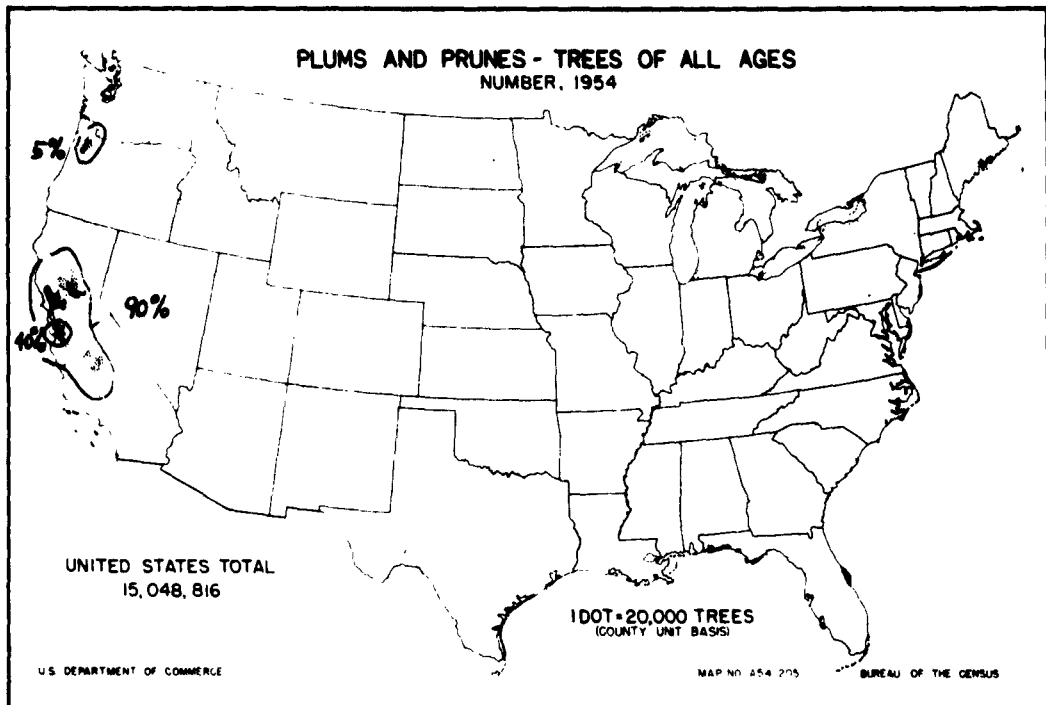 PLUMS AND PRUNES - TREES OF ALL AGES
NUMBER, 1954
5%
90%
40%
UNITED STATES TOTAL
15,048,816
1 DOT = 20,000 TREES
(COUNTY UNIT BASIS)
U.S. DEPARTMENT OF COMMERCE
MAP NO. A54-205
BUREAU OF THE CENSUS